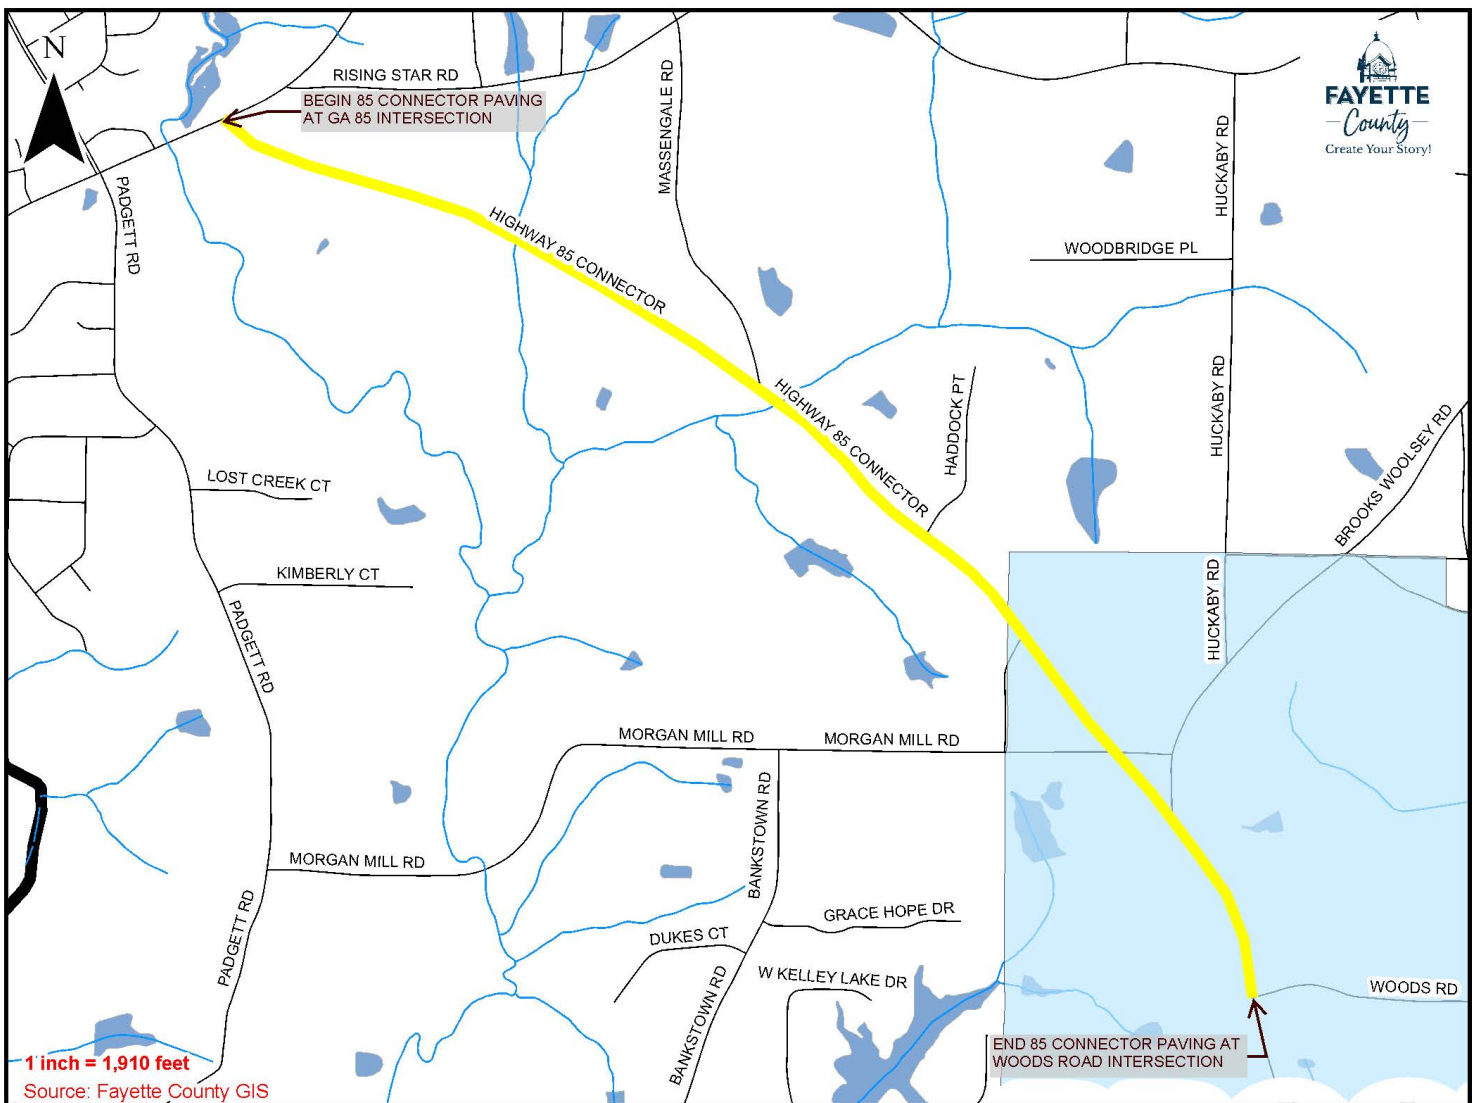 N
RISING STAR RD
BEGIN 85 CONNECTOR PAVING
AT GA 85 INTERSECTION
MASSENGALE RD
HUCKABY RD
FAYETTE
County
Create Your Story!
PADGETT RD
HIGHWAY 85 CONNECTOR
WOODBRIDGE PL
HUCKABY RD
HADDOCK PT
HIGHWAY 85 CONNECTOR
BROOKS WOOLSEY RD
LOST CREEK CT
KIMBERLY CT
HUCKABY RD
PADGETT RD
MORGAN MILL RD
MORGAN MILL RD
BANKSTOWN RD
MORGAN MILL RD
PADGETT RD
GRACE HOPE DR
DUKES CT
W KELLEY LAKE DR
BANKSTOWN RD
WOODS RD
END 85 CONNECTOR PAVING AT
WOODS ROAD INTERSECTION
1 inch = 1,910 feet
Source: Fayette County GIS